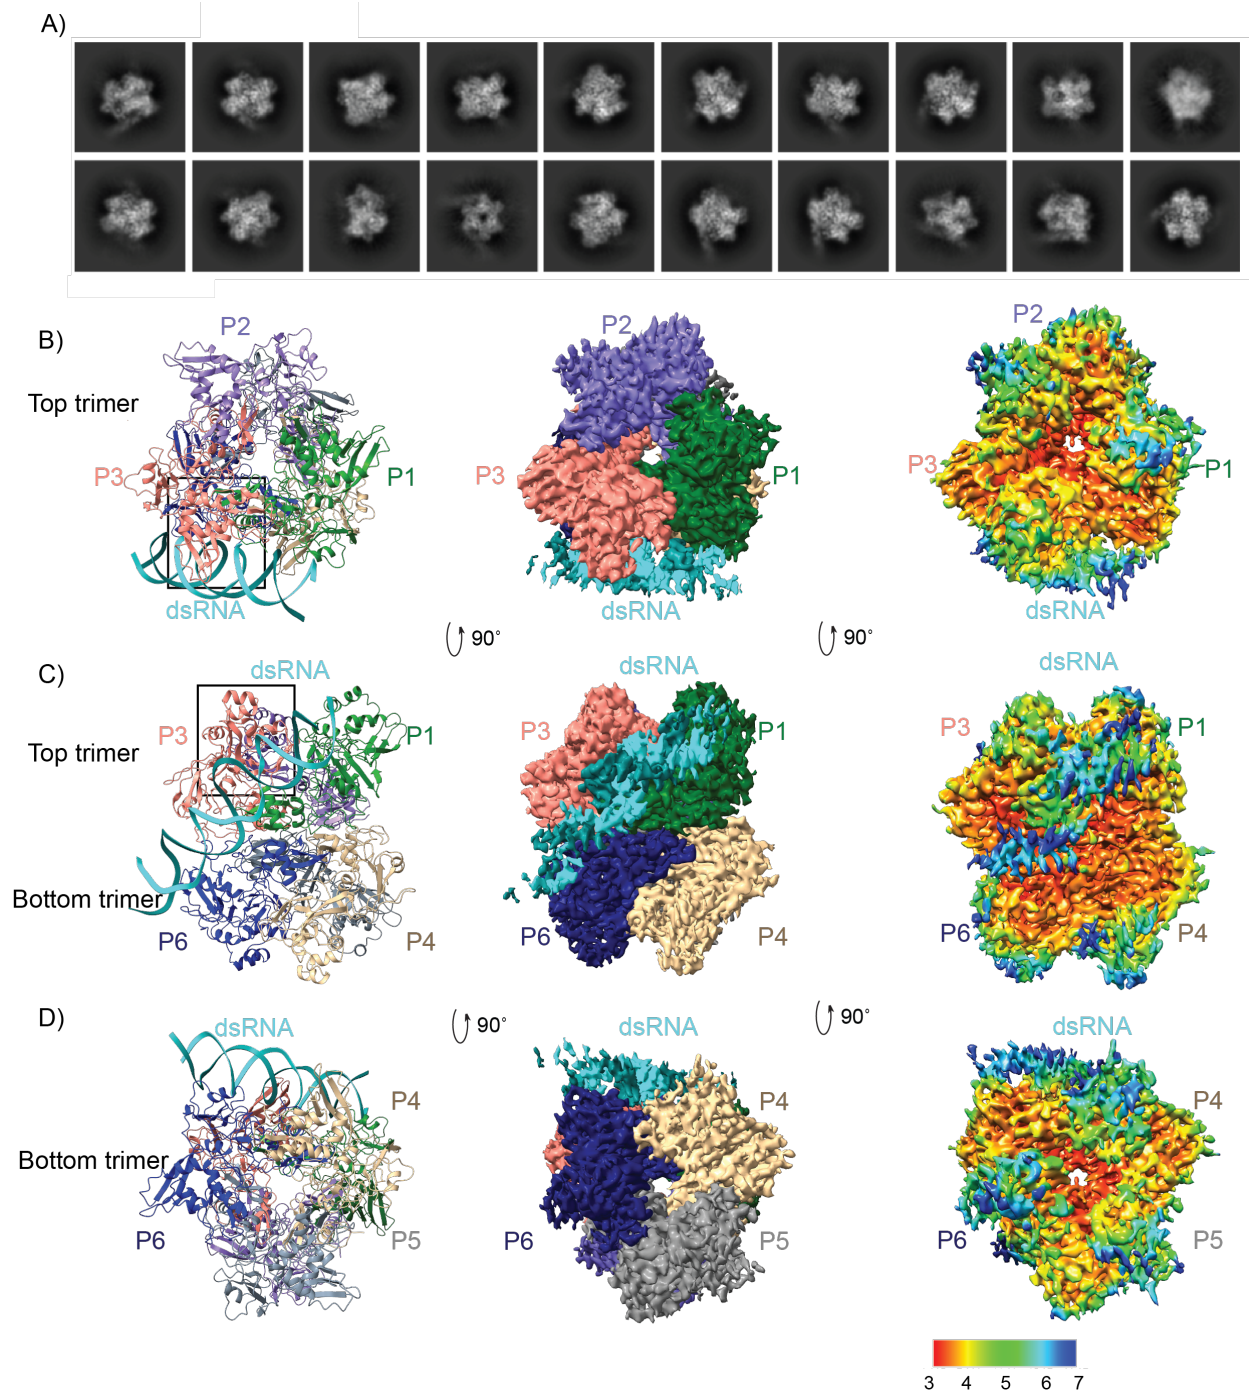 A)
B)
P2
P2
P2
Top trimer
P3
P1
P3
P1
P3
P1
dsRNA
dsRNA
dsRNA
90°
90°
C)
dsRNA
dsRNA
dsRNA
Top trimer
P3
P1
P3
P1
P3
P1
Bottom trimer
P6
P4
P6
P4
P6
P4
D)
dsRNA
90°
dsRNA
90°
dsRNA
P4
P4
P4
Bottom trimer
P6
P5
P6
P5
P6
P5
3 4 5 6 7